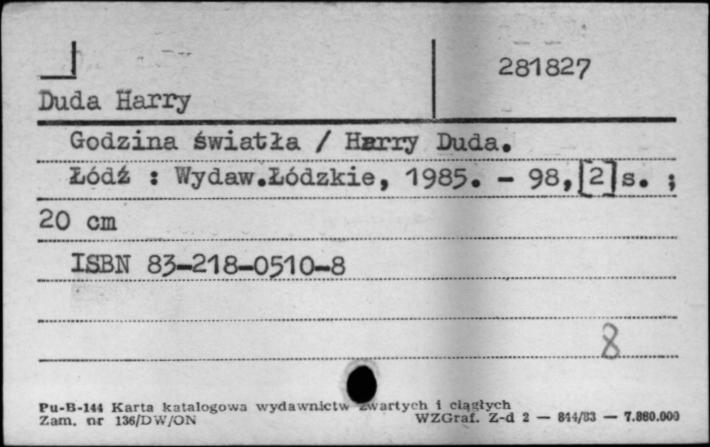 281827
Duda Harry
Godzina światła / Harry Duda.
Łódź : Wydaw.Łódzkie, 1985. - 98,[2]s. ;
20 cm
ISBN 83-218-0510-8
8
Pu-B-144 Karta katalogowa wydawnictw zwartych i ciągłych
Zam. nr 136/DW/ON WZGraf. Z-d 2 — 844/83 — 7.860.000